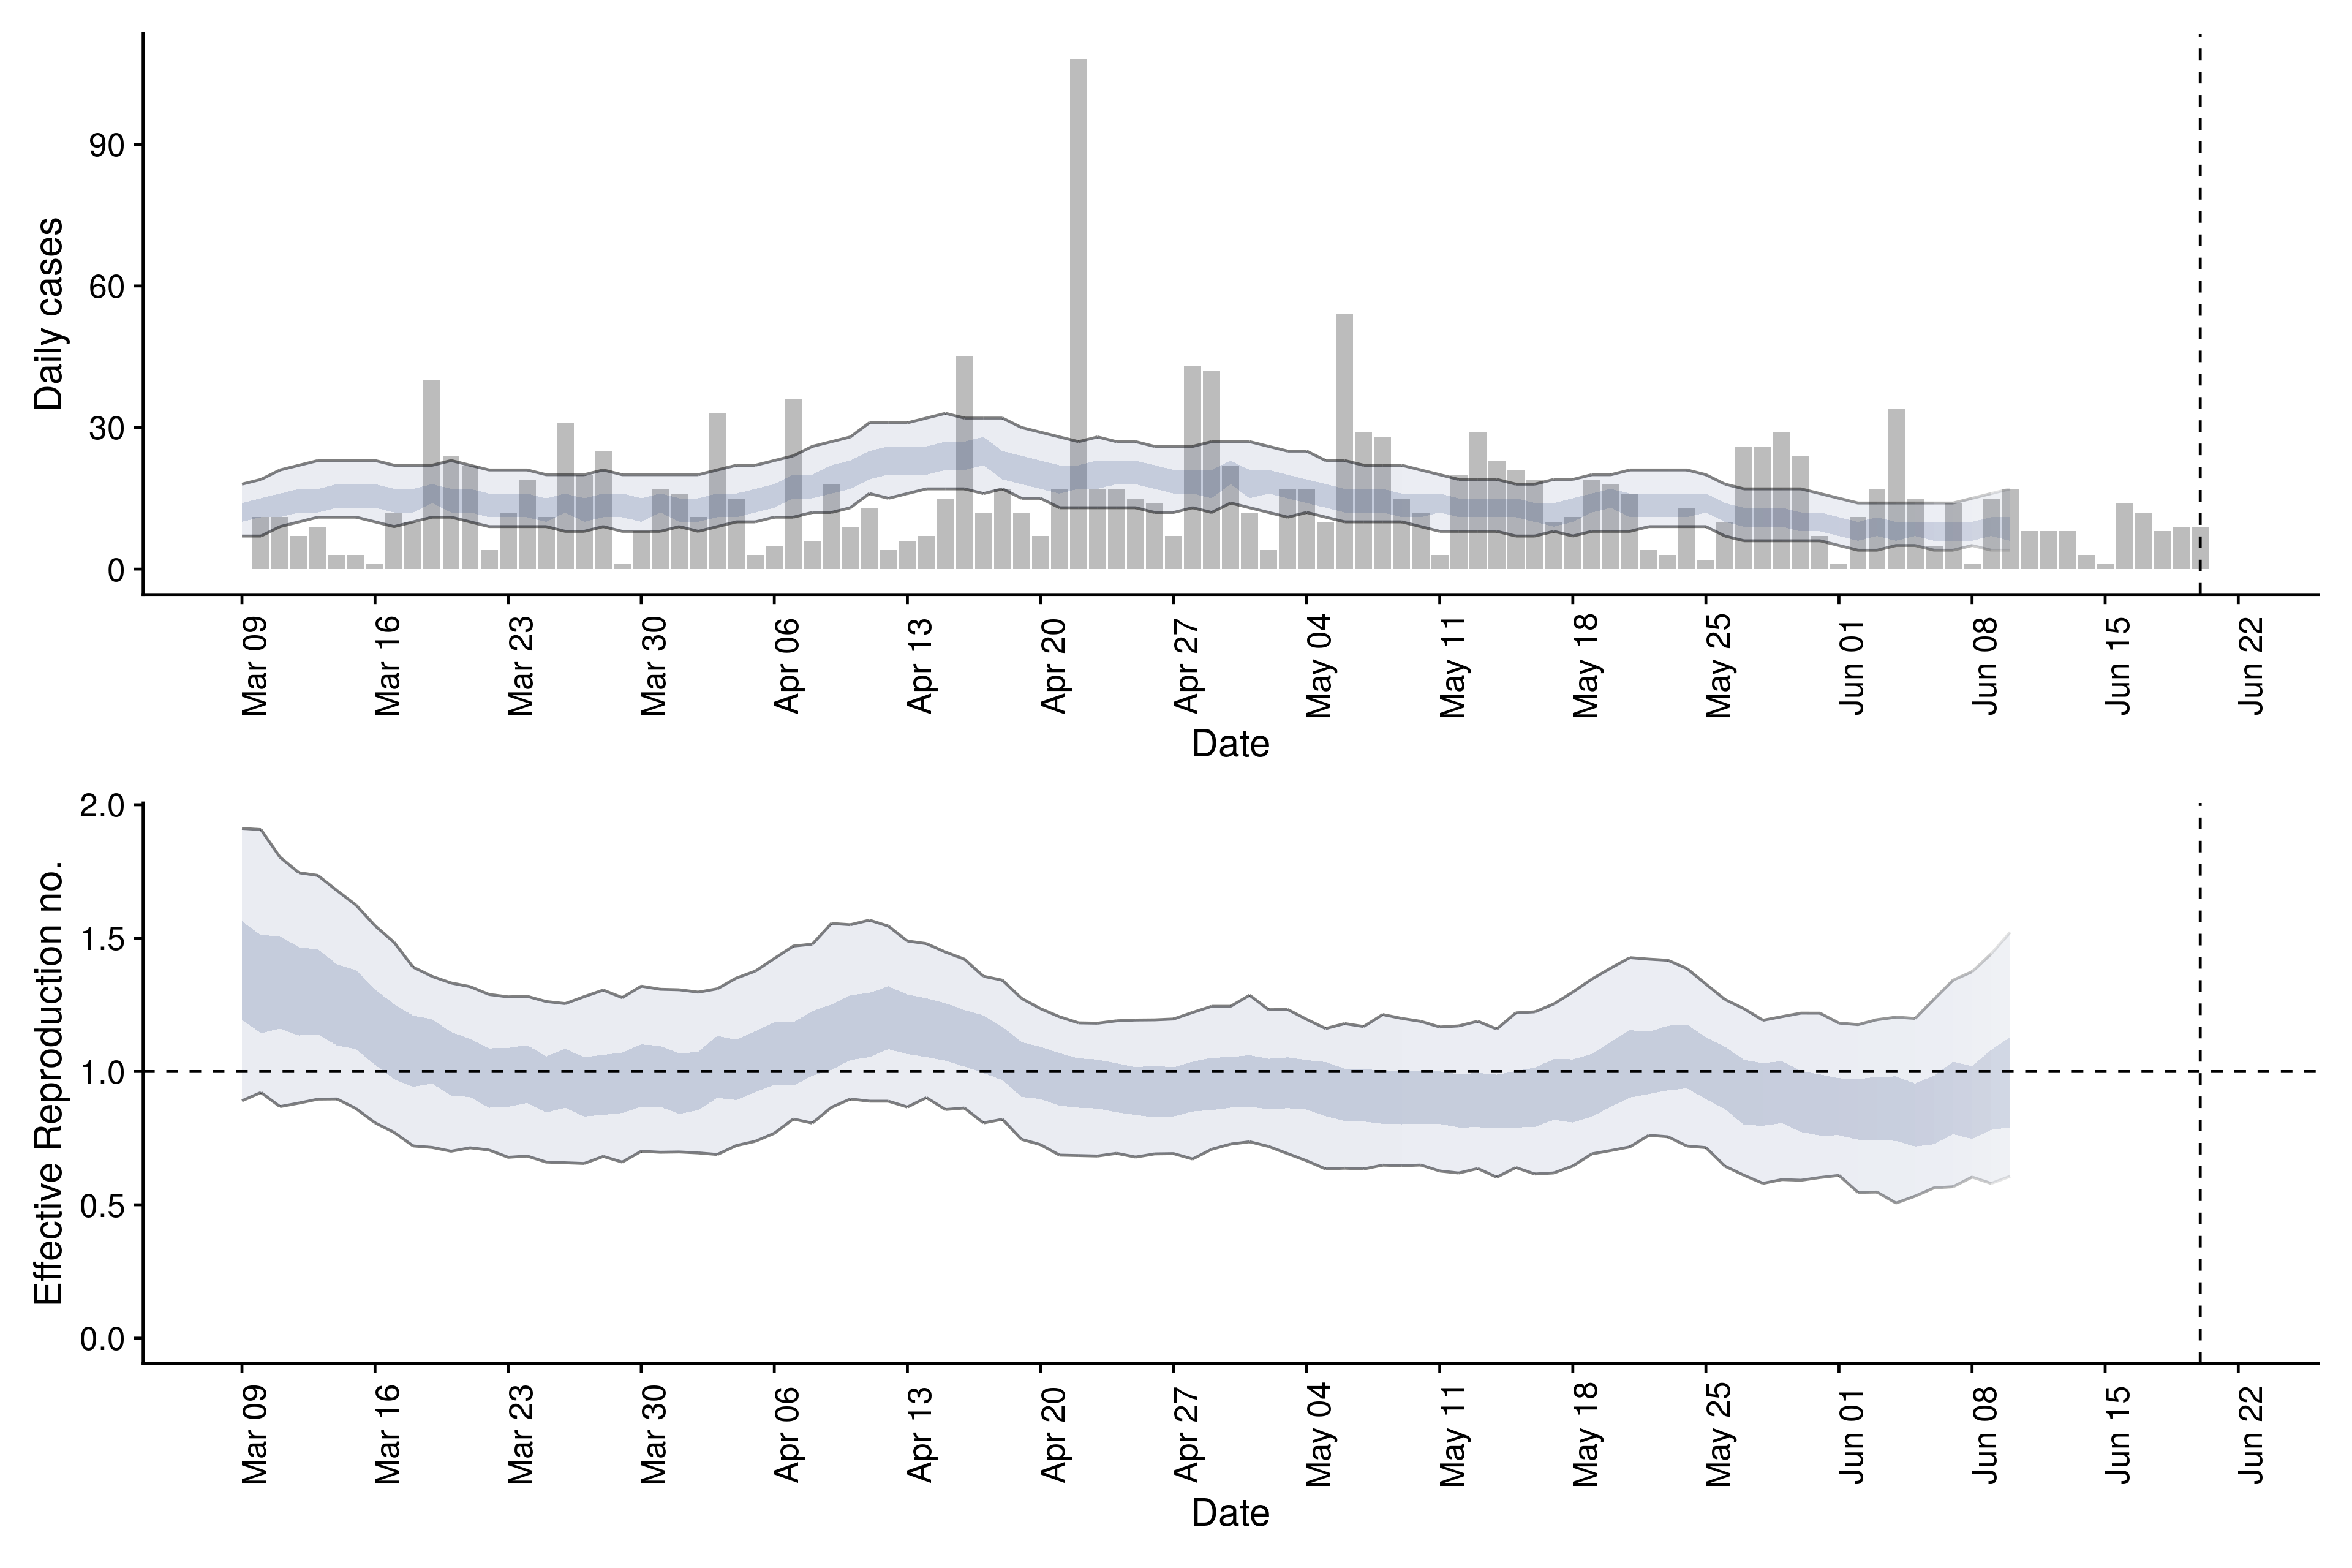 Daily cases
90
60
30
0
Mar 09
Mar 16
Mar 23
Mar 30
Apr 06
Apr 13
Apr 20
Apr 27
May 04
May 11
May 18
May 25
Jun 01
Jun 08
Jun 15
Jun 22
Date
Effective Reproduction no.
2.0
1.5
1.0
0.5
0.0
Mar 09
Mar 16
Mar 23
Mar 30
Apr 06
Apr 13
Apr 20
Apr 27
May 04
May 11
May 18
May 25
Jun 01
Jun 08
Jun 15
Jun 22
Date